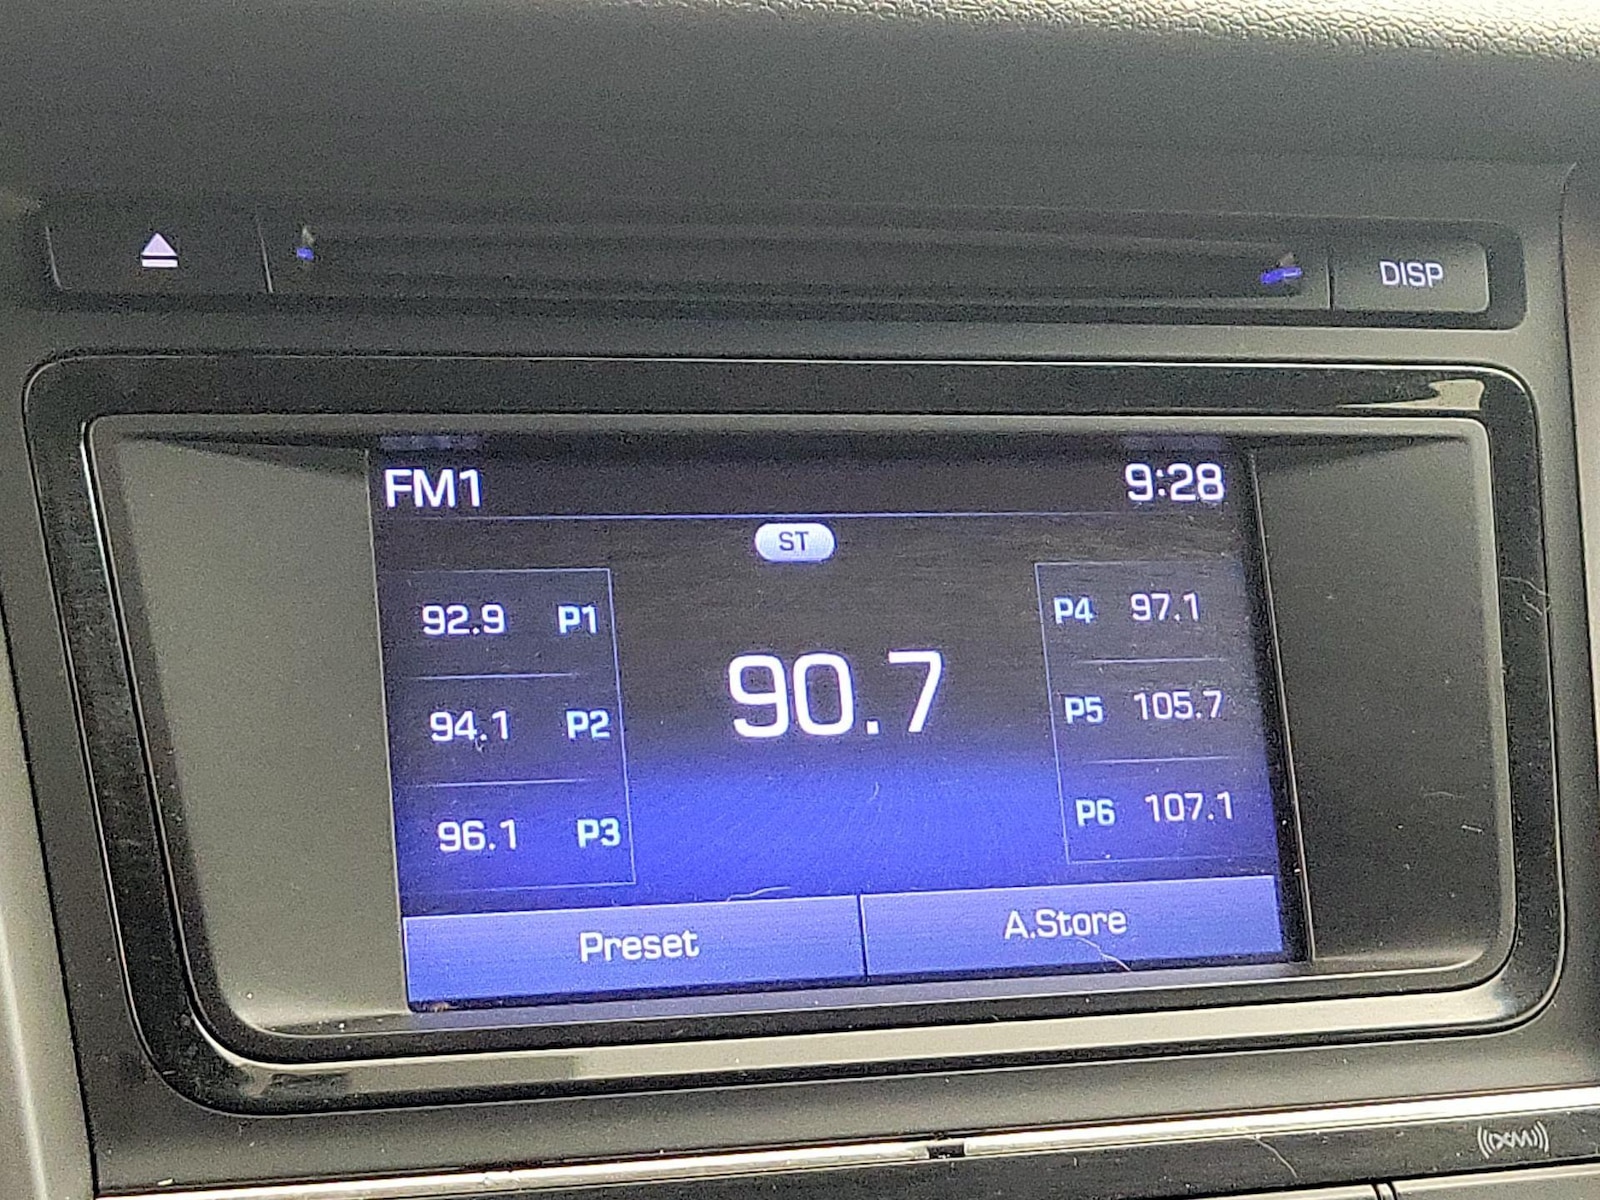 DISP
FM1 9:28
ST
92.9 P1
94.1 P2
96.1 P3
90.7
P4 97.1
P5 105.7
P6 107.1
Preset A.Store
((XM))